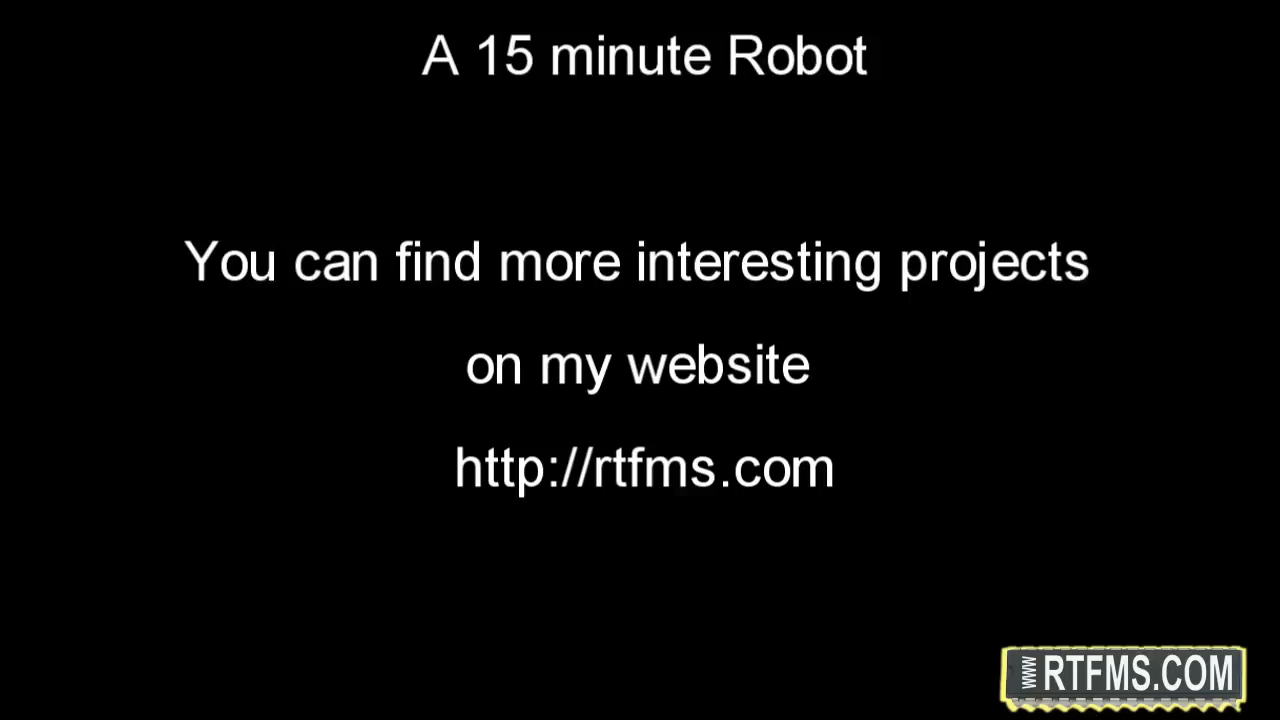 A 15 minute Robot
You can find more interesting projects
on my website
http://rtfms.com
WWW RTFMS.COM